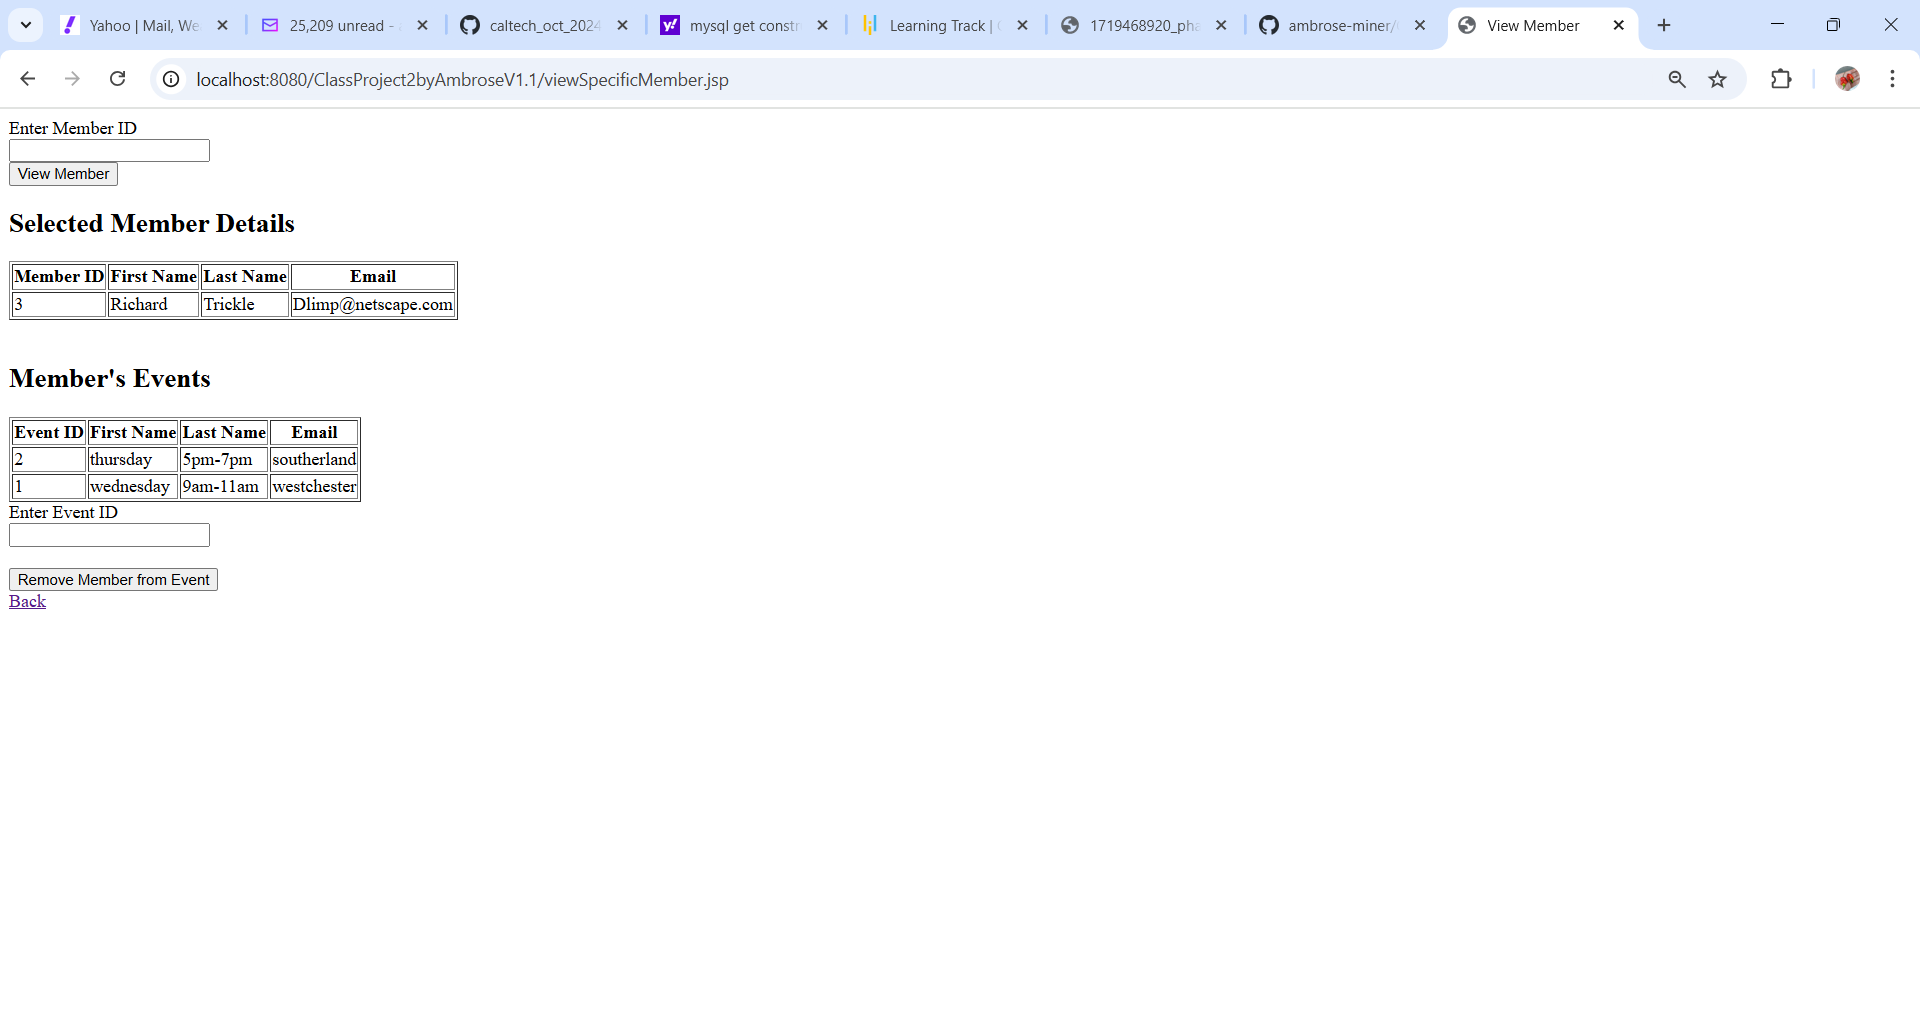 Yahoo | Mail, We
25,209 unread -
caltech_oct_2024
mysql get constr
Learning Track |
1719468920_pha
ambrose-miner/
View Member
localhost:8080/ClassProject2byAmbroseV1.1/viewSpecificMember.jsp
Enter Member ID
View Member
Selected Member Details
Member ID First Name Last Name Email
3 Richard Trickle Dlimp@netscape.com
Member's Events
Event ID First Name Last Name Email
2 thursday 5pm-7pm southerland
1 wednesday 9am-11am westchester
Enter Event ID
Remove Member from Event
Back